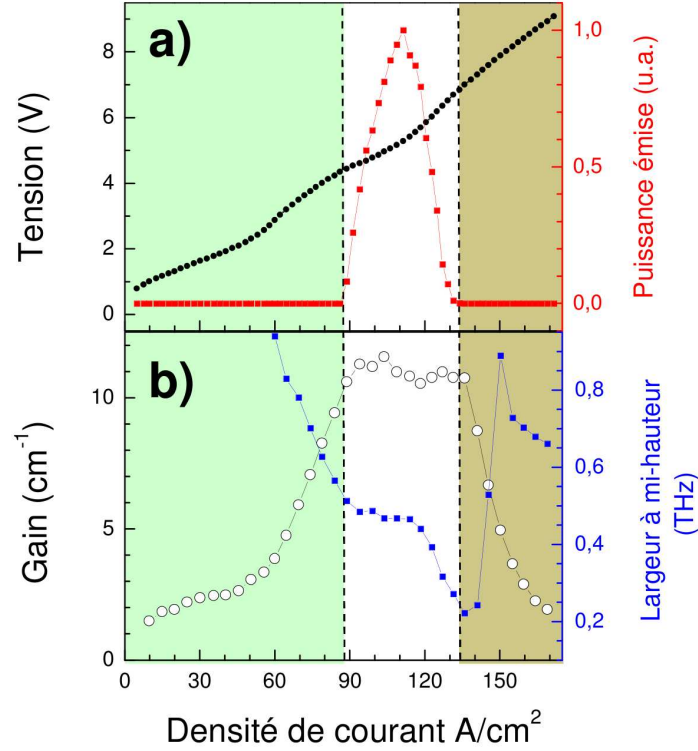 a)
Tension (V)
8
6
4
2
0
Puissance émise (u.a.)
1,0
0,5
0,0
b)
Gain (cm⁻¹)
10
5
0
Largeur à mi-hauteur
(THz)
0,8
0,6
0,4
0,2
0 30 60 90 120 150
Densité de courant A/cm²